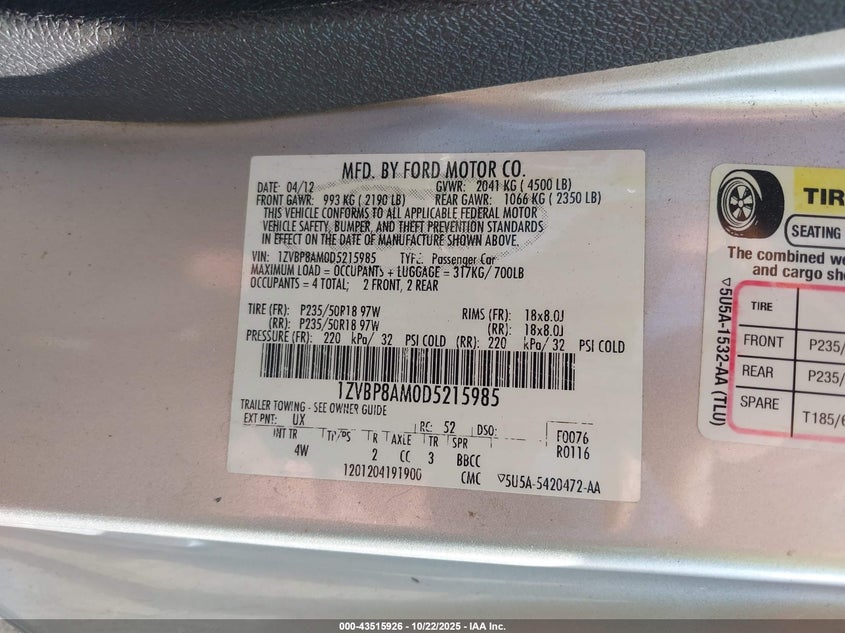 MFD. BY FORD MOTOR CO.
DATE: 04/12 GVWR: 2041 KG ( 4500 LB)
FRONT GAWR: 993 KG ( 2190 LB) REAR GAWR: 1066 KG ( 2350 LB)
THIS VEHICLE CONFORMS TO ALL APPLICABLE FEDERAL MOTOR
VEHICLE SAFETY, BUMPER, AND THEFT PREVENTION STANDARDS
IN EFFECT ON THE DATE OF MANUFACTURE SHOWN ABOVE.
VIN: 1ZVBP8AM0D5215985 TYPE: Passenger Car
MAXIMUM LOAD = OCCUPANTS + LUGGAGE = 317KG/ 700LB
OCCUPANTS = 4 TOTAL; 2 FRONT, 2 REAR
TIRE (FR): P235/50R18 97W RIMS (FR): 18x8.0J
(RR): P235/50R18 97W (RR): 18x8.0J
PRESSURE (FR): 220 kPa/ 32 PSI COLD (RR): 220 kPa/ 32 PSI COLD
1ZVBP8AM0D5215985
TRAILER TOWING - SEE OWNER GUIDE
EXT PNT: UX RC: 52 DSO: F0076
INT TR TP/PS R AXLE TR SPR R0116
4W 2 CC 3 BBCC
1201204191900 CMC ▽5U5A-5420472-AA
TIR
SEATING
The combined we
and cargo sho
TIRE
FRONT P235/
REAR P235/
SPARE T185/6
▽5U5A-1532-AA (TLU)
000-43515926 - 10/22/2025 - IAA Inc.